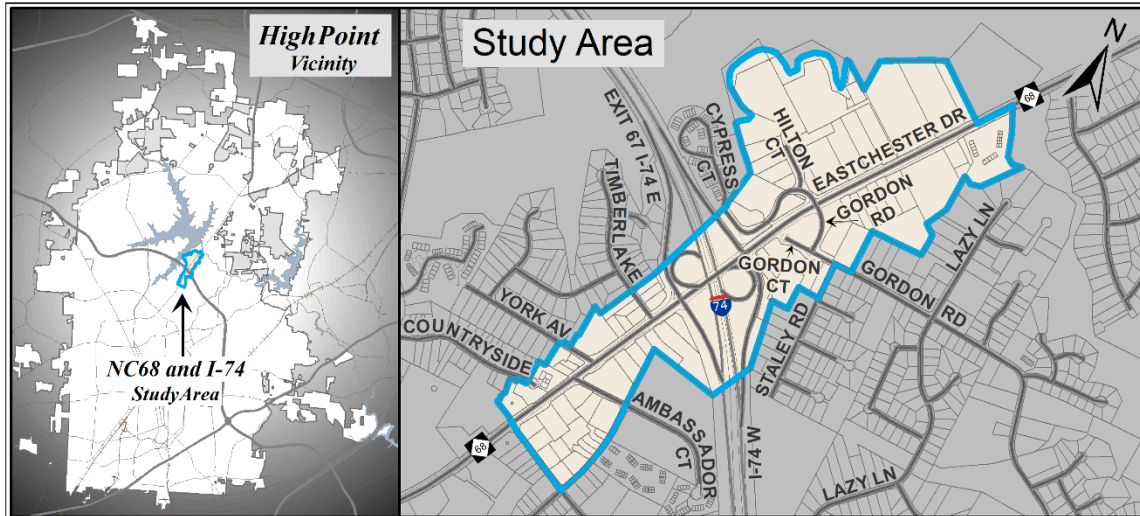 High Point
Vicinity
NC68 and I-74
Study Area
Study Area
N
68
EXIT 67 I-74 E
CYPRESS
CT
HILTON
CT
EASTCHESTER DR
TIMBERLAKE
GORDON
RD
GORDON
CT
GORDON RD
LAZY LN
74
YORK AV
COUNTRYSIDE
STALEY RD
AMBASSADOR
CT
I-74 W
68
LAZY LN